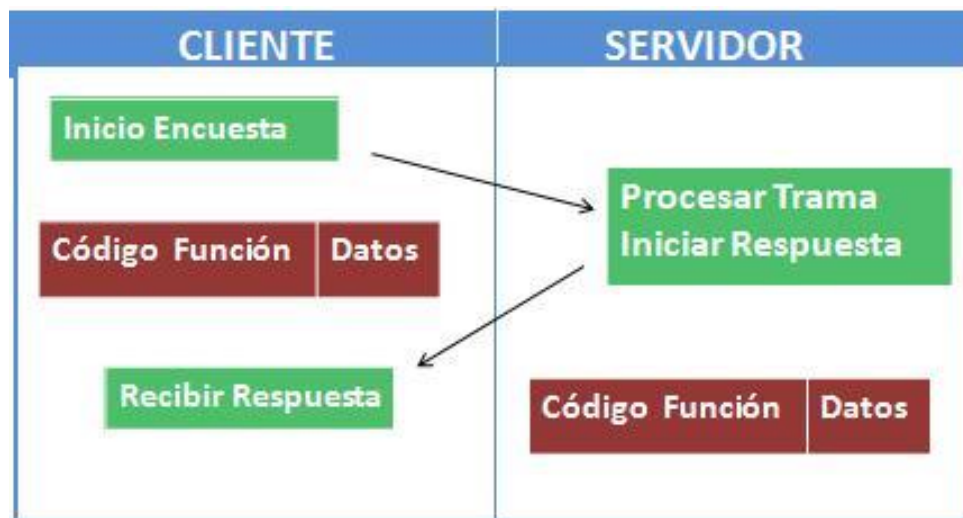 CLIENTE
SERVIDOR
Inicio Encuesta
Procesar Trama
Iniciar Respuesta
Código Función
Datos
Recibir Respuesta
Código Función
Datos